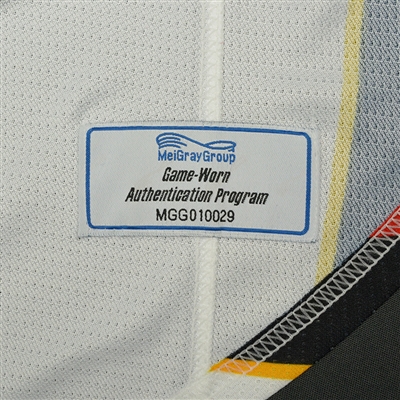 MeiGrayGroup
Game-Worn
Authentication Program
MGG010029